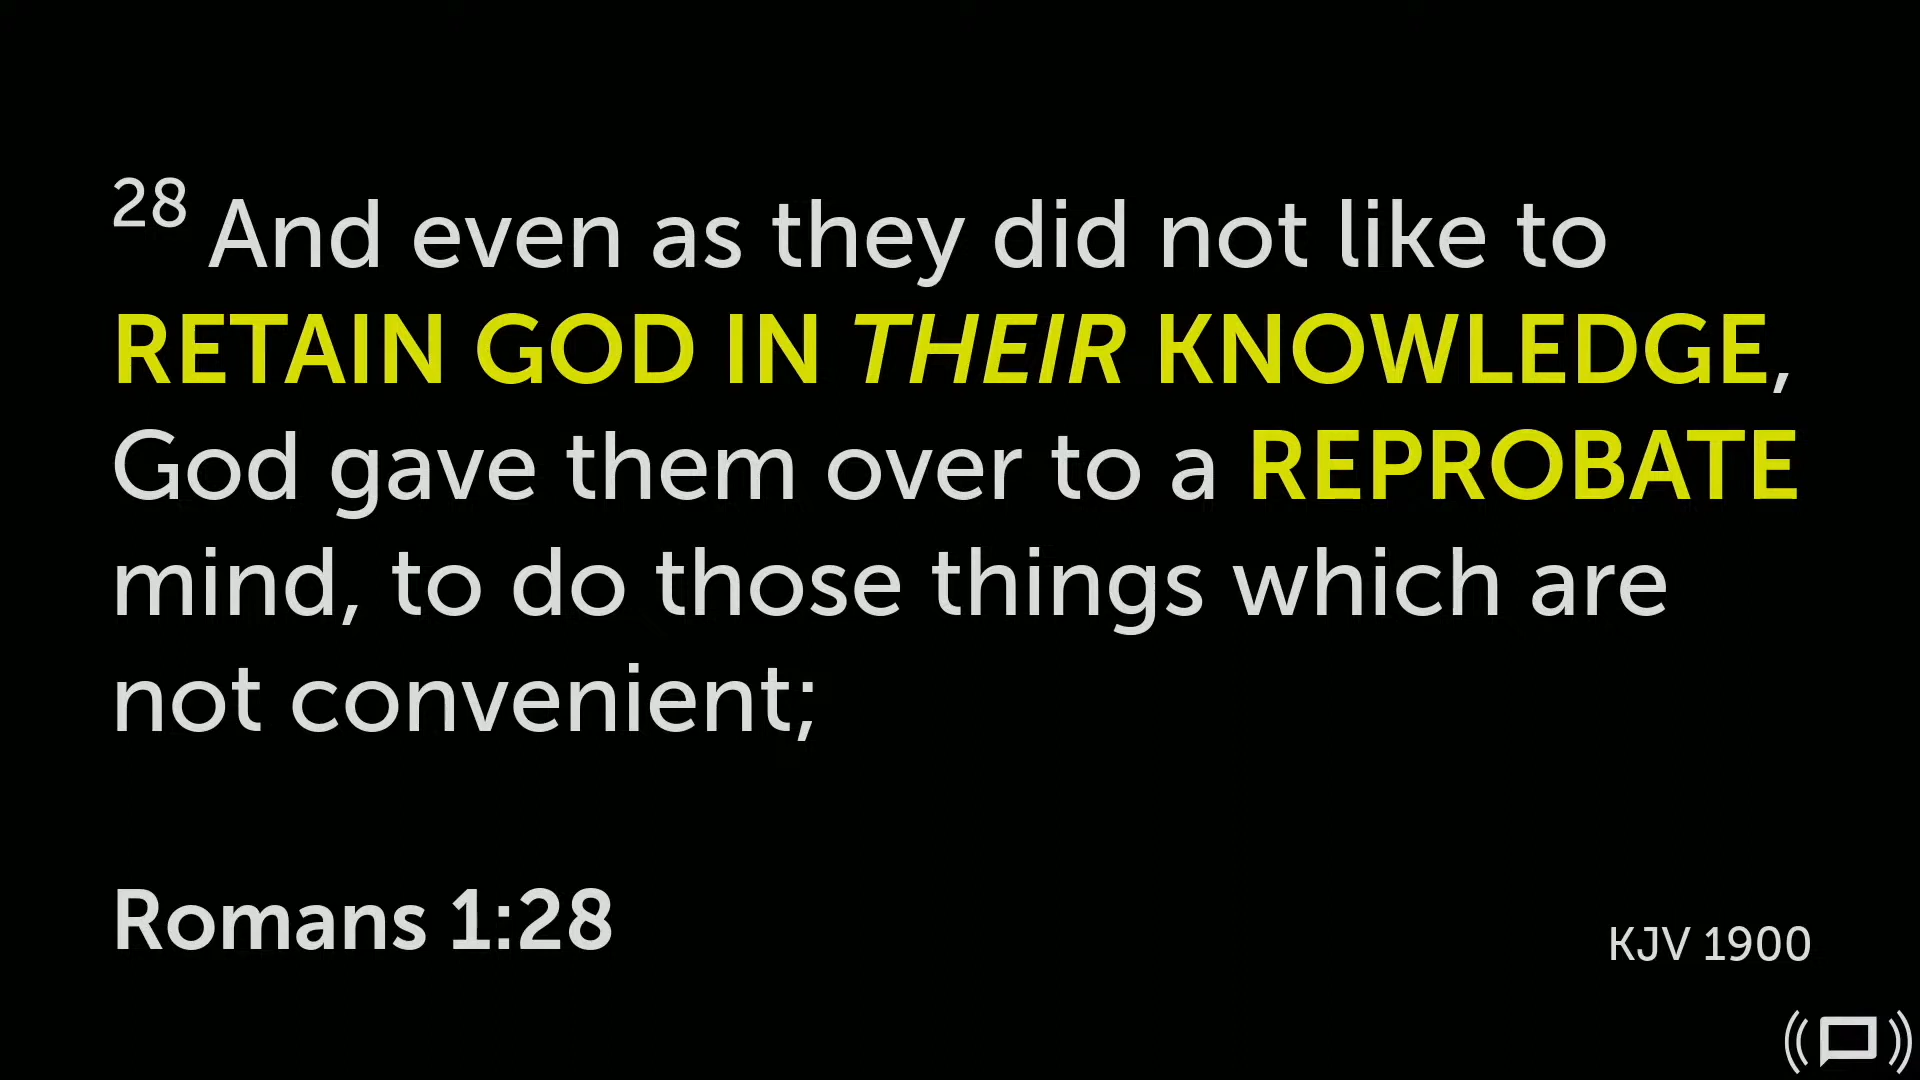 28 And even as they did not like to
RETAIN GOD IN THEIR KNOWLEDGE,
God gave them over to a REPROBATE
mind, to do those things which are
not convenient;
Romans 1:28
KJV 1900